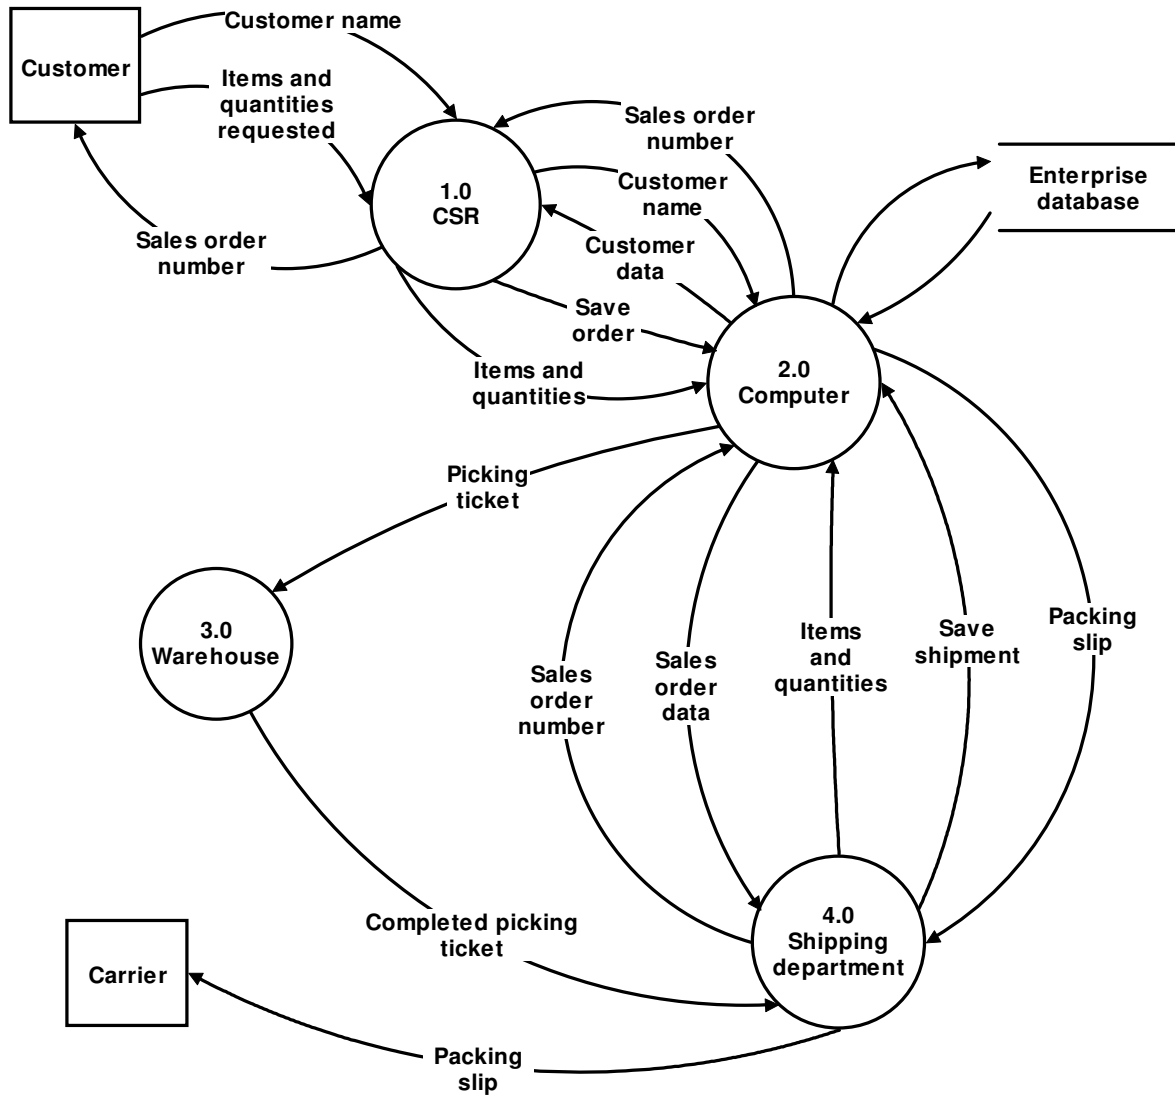 Customer
Customer name
Items and
quantities
requested
Sales order
number
1.0
CSR
Sales order
number
Customer
name
Customer
data
Save
order
Items and
quantities
Enterprise
database
2.0
Computer
Picking
ticket
3.0
Warehouse
Sales
order
number
Sales
order
data
Items
and
quantities
Save
shipment
Packing
slip
Completed picking
ticket
4.0
Shipping
department
Carrier
Packing
slip